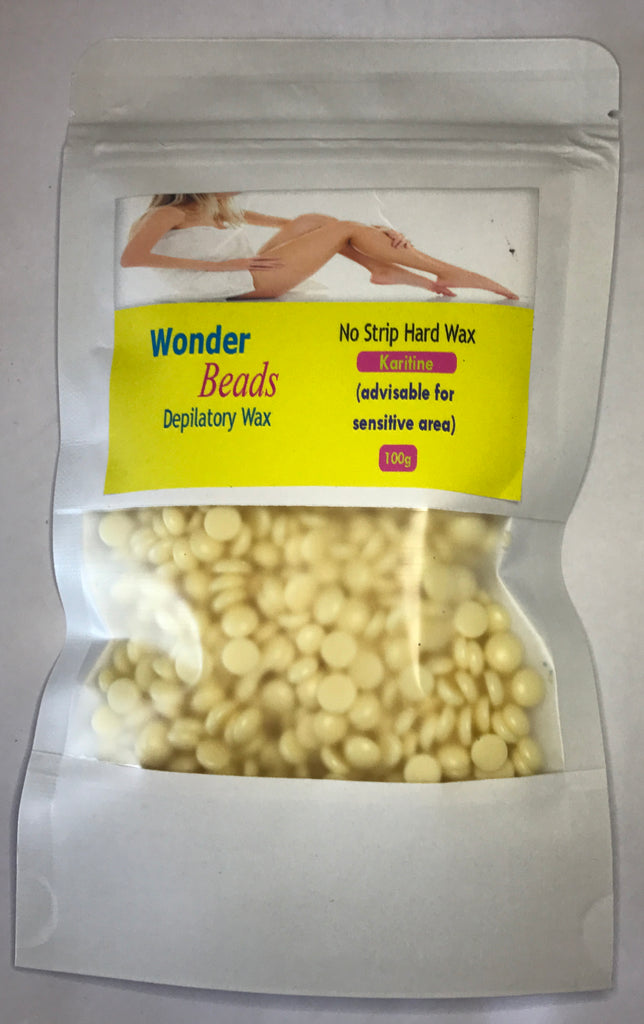 Wonder
Beads
Depilatory Wax
No Strip Hard Wax
Karitine
(advisable for
sensitive area)
100g